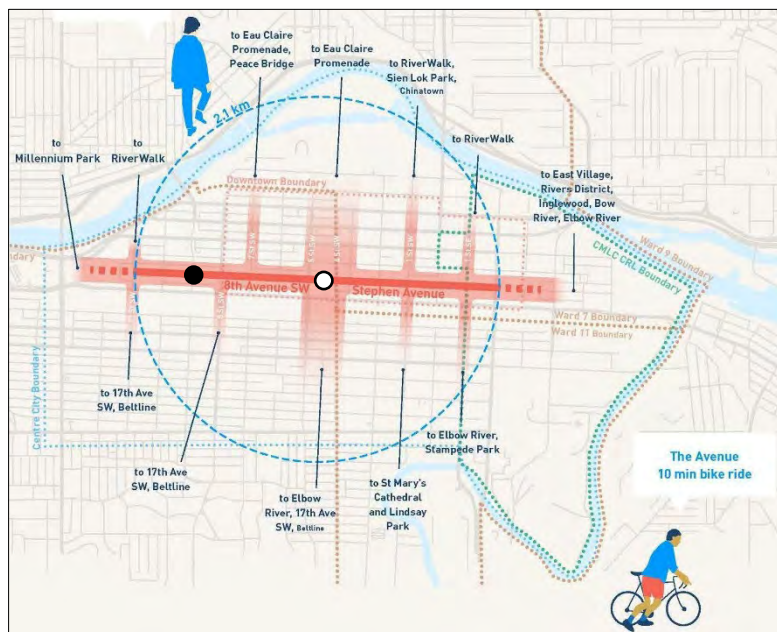 to Eau Claire
Promenade,
Peace Bridge
to Eau Claire
Promenade
to RiverWalk,
Sien Lok Park,
Chinatown
2.1 km
to
Millennium Park
to
RiverWalk
to RiverWalk
to East Village,
Rivers District,
Inglewood, Bow
River, Elbow River
Downtown Boundary
Ward 9 Boundary
CMLC CRL Boundary
8th Avenue SW
Stephen Avenue
Ward 7 Boundary
Ward 11 Boundary
Centre City Boundary
to 17th Ave
SW, Beltline
to 17th Ave
SW, Beltline
to Elbow
River, 17th Ave
SW, Beltline
to St Mary's
Cathedral
and Lindsay
Park
to Elbow River,
Stampede Park
The Avenue
10 min bike ride